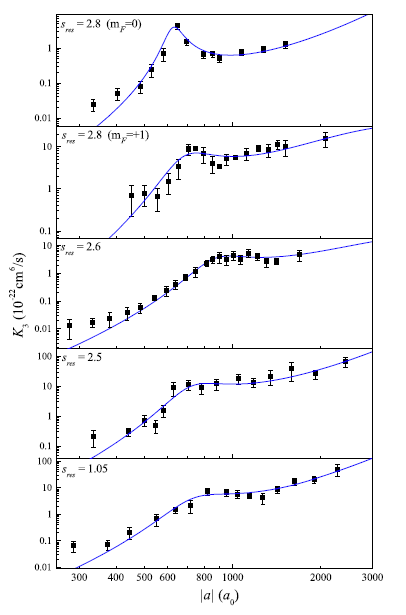 s_res = 2.8 (m_F=0)
1
0.1
0.01
s_res = 2.8 (m_F=+1)
10
1
0.1
s_res = 2.6
10
1
0.1
0.01
s_res = 2.5
100
10
1
0.1
s_res = 1.05
100
10
1
0.1
0.01
K_3 (10^-22 cm^6/s)
300 400 500 600 800 1000 2000 3000
|a| (a_0)